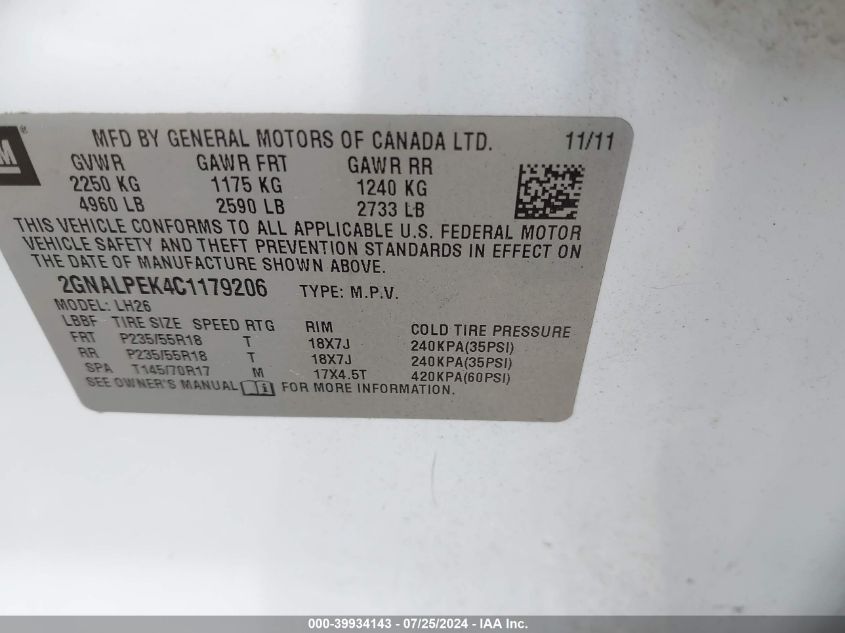 GM®
MFD BY GENERAL MOTORS OF CANADA LTD. 11/11
GVWR GAWR FRT GAWR RR
2250 KG 1175 KG 1240 KG
4960 LB 2590 LB 2733 LB
THIS VEHICLE CONFORMS TO ALL APPLICABLE U.S. FEDERAL MOTOR
VEHICLE SAFETY AND THEFT PREVENTION STANDARDS IN EFFECT ON
THE DATE OF MANUFACTURE SHOWN ABOVE.
2GNALPEK4C1179206 TYPE: M.P.V.
MODEL: LH26
LBBF TIRE SIZE SPEED RTG RIM COLD TIRE PRESSURE
FRT P235/55R18 T 18X7J 240KPA(35PSI)
RR P235/55R18 T 18X7J 240KPA(35PSI)
SPA T145/70R17 M 17X4.5T 420KPA(60PSI)
SEE OWNER'S MANUAL FOR MORE INFORMATION.
000-39934143 - 07/25/2024 - IAA Inc.